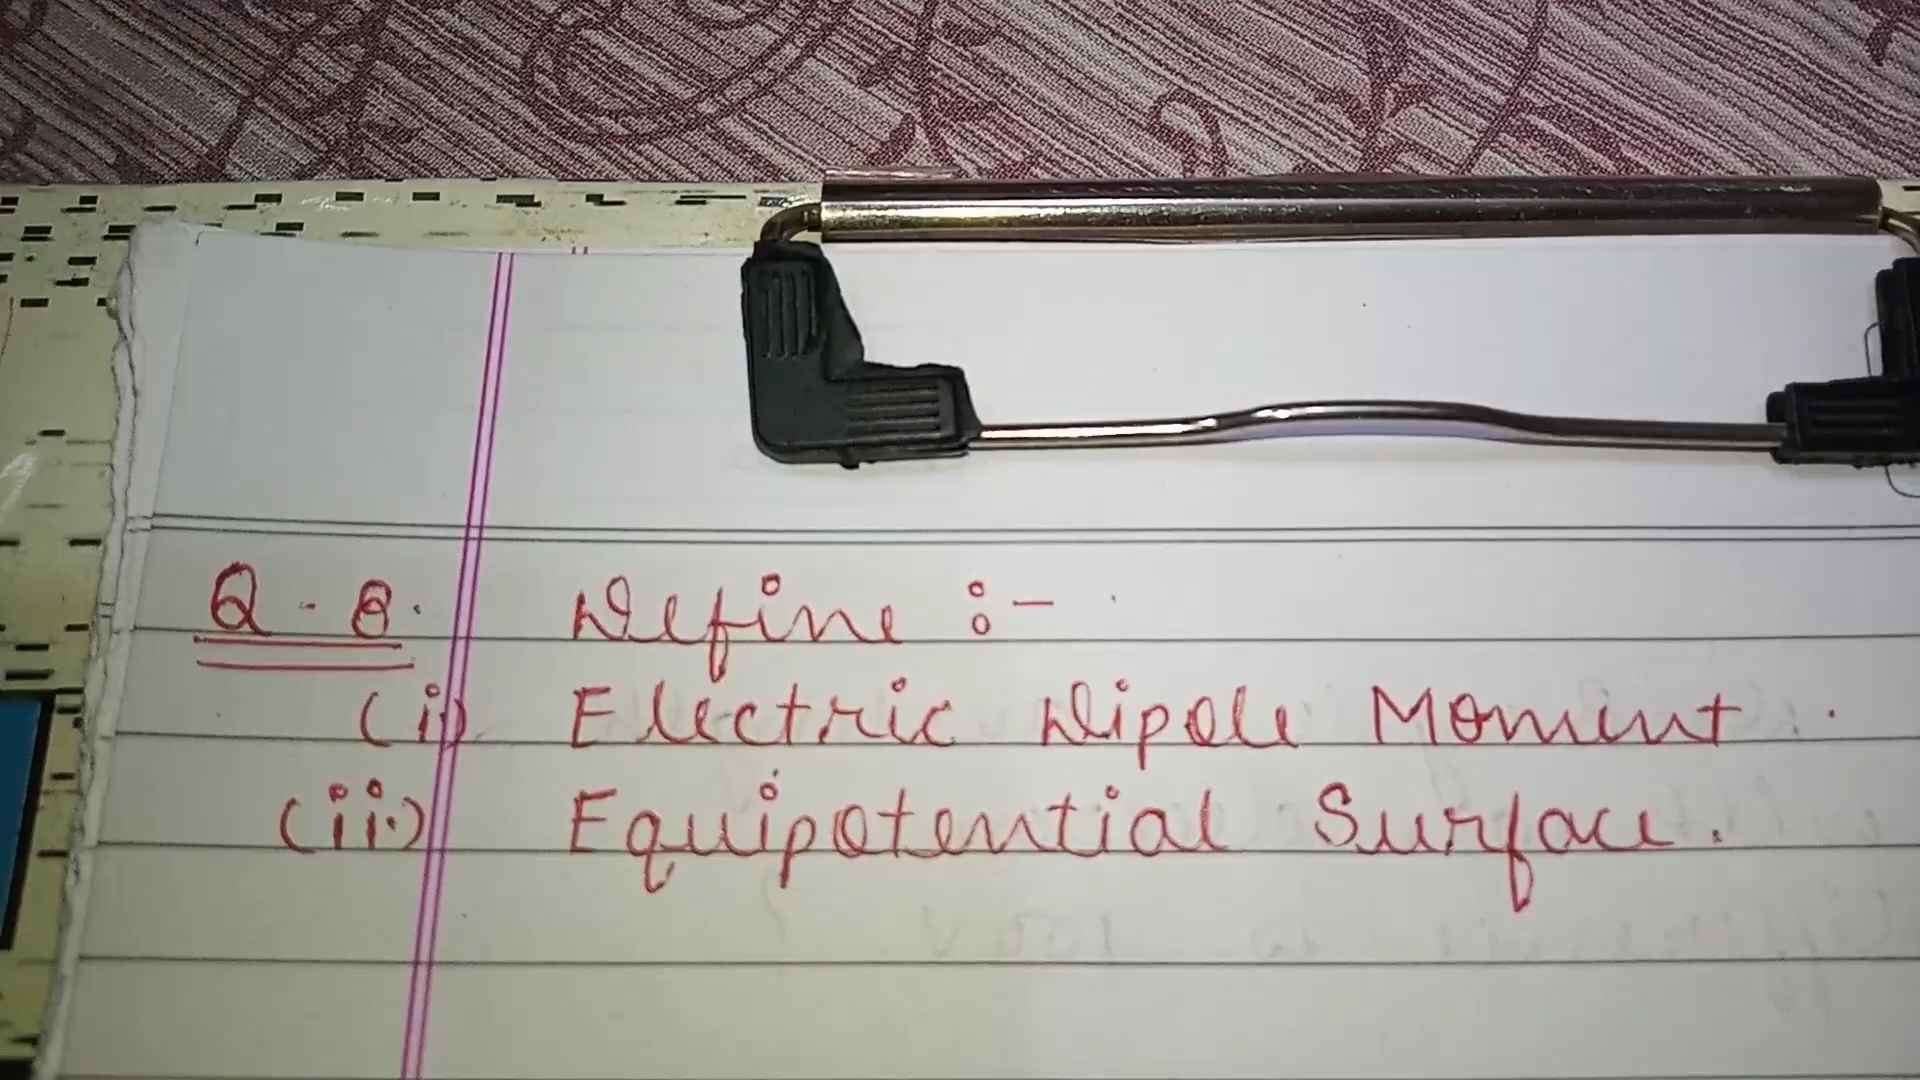 Q-8. Define :-
(i) Electric Dipole Moment.
(ii) Equipotential Surface.